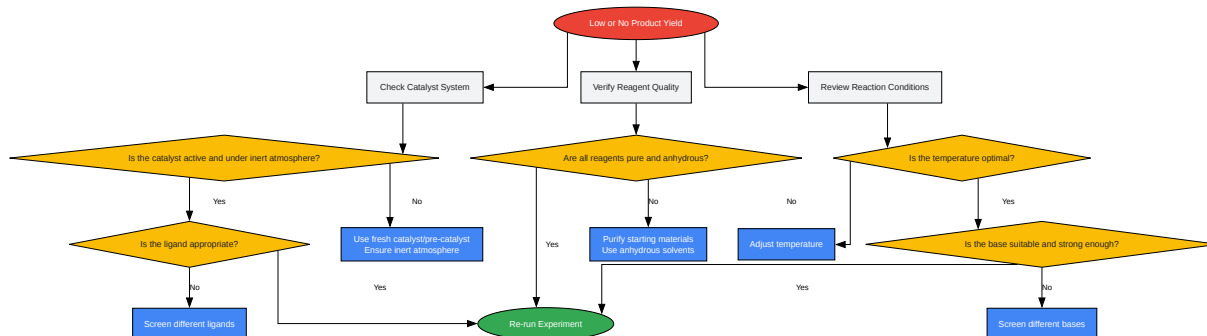 Low or No Product Yield
Check Catalyst System
Verify Reagent Quality
Review Reaction Conditions
Is the catalyst active and under inert atmosphere?
Are all reagents pure and anhydrous?
Is the temperature optimal?
Yes
No
No
No
Yes
Is the ligand appropriate?
Use fresh catalyst/pre-catalyst
Ensure inert atmosphere
Yes
Purify starting materials
Use anhydrous solvents
Adjust temperature
Is the base suitable and strong enough?
No
Yes
Yes
No
Screen different ligands
Re-run Experiment
Screen different bases